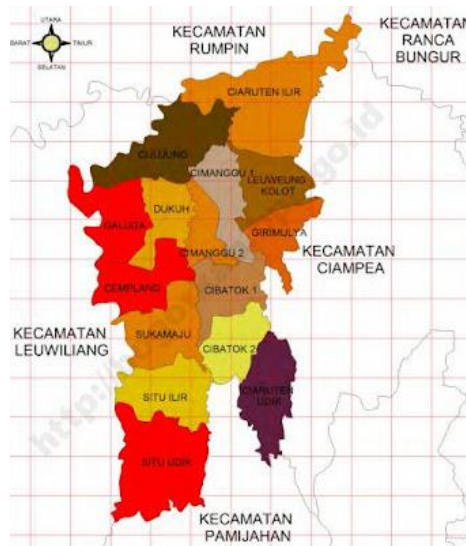 UTARA
BARAT
TIMUR
SELATAN
KECAMATAN
RUMPIN
KECAMATAN
RANCA
BUNGUR
CIARUTEN ILIR
CIJUJUNG
CIMANGGU 1
LEUWEUNG
KOLOT
DUKUH
GALUGA
GIRIMULYA
CIMANGGU 2
KECAMATAN
CIAMPEA
CEMPLANG
CIBATOK 1
KECAMATAN
LEUWILIANG
SUKAMAJU
CIBATOK 2
CIARUTEN
UDIK
SITU ILIR
SITU UDIK
KECAMATAN
PAMIJAHAN